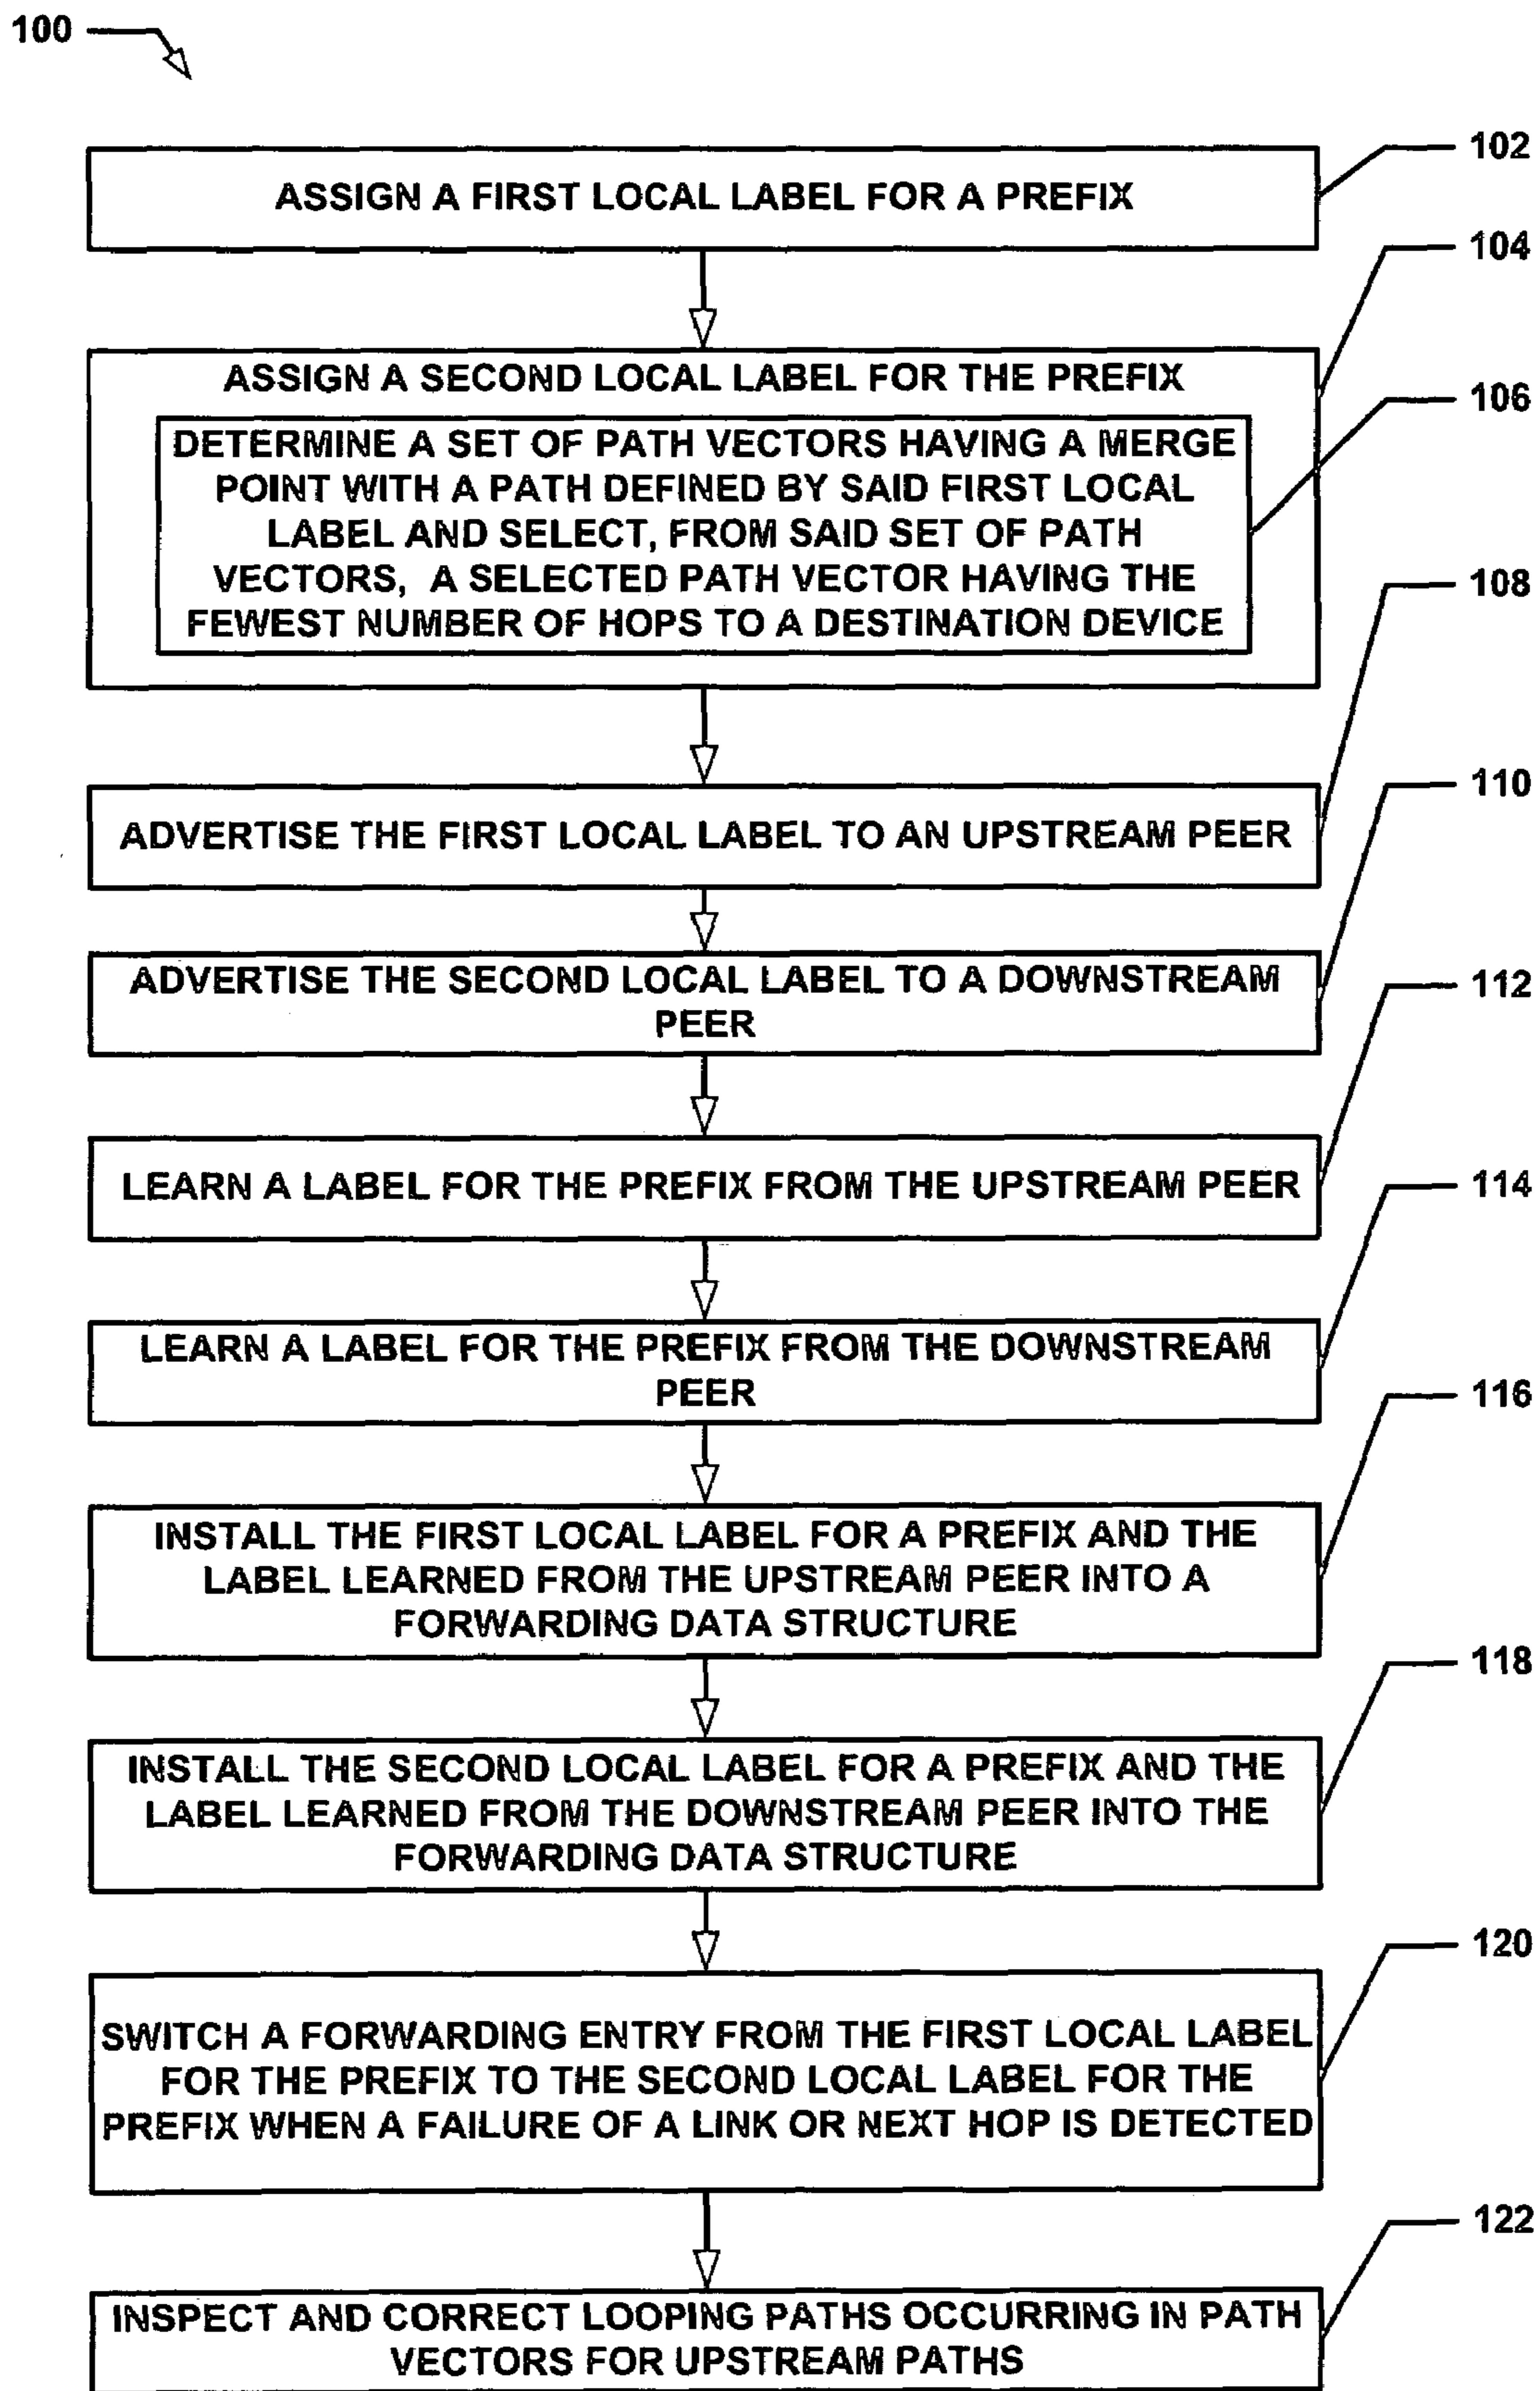 100
102
ASSIGN A FIRST LOCAL LABEL FOR A PREFIX
104
ASSIGN A SECOND LOCAL LABEL FOR THE PREFIX
106
DETERMINE A SET OF PATH VECTORS HAVING A MERGE
POINT WITH A PATH DEFINED BY SAID FIRST LOCAL
LABEL AND SELECT, FROM SAID SET OF PATH
VECTORS, A SELECTED PATH VECTOR HAVING THE
FEWEST NUMBER OF HOPS TO A DESTINATION DEVICE
108
ADVERTISE THE FIRST LOCAL LABEL TO AN UPSTREAM PEER
110
ADVERTISE THE SECOND LOCAL LABEL TO A DOWNSTREAM
PEER
112
LEARN A LABEL FOR THE PREFIX FROM THE UPSTREAM PEER
114
LEARN A LABEL FOR THE PREFIX FROM THE DOWNSTREAM
PEER
116
INSTALL THE FIRST LOCAL LABEL FOR A PREFIX AND THE
LABEL LEARNED FROM THE UPSTREAM PEER INTO A
FORWARDING DATA STRUCTURE
118
INSTALL THE SECOND LOCAL LABEL FOR A PREFIX AND THE
LABEL LEARNED FROM THE DOWNSTREAM PEER INTO THE
FORWARDING DATA STRUCTURE
120
SWITCH A FORWARDING ENTRY FROM THE FIRST LOCAL LABEL
FOR THE PREFIX TO THE SECOND LOCAL LABEL FOR THE
PREFIX WHEN A FAILURE OF A LINK OR NEXT HOP IS DETECTED
122
INSPECT AND CORRECT LOOPING PATHS OCCURRING IN PATH
VECTORS FOR UPSTREAM PATHS